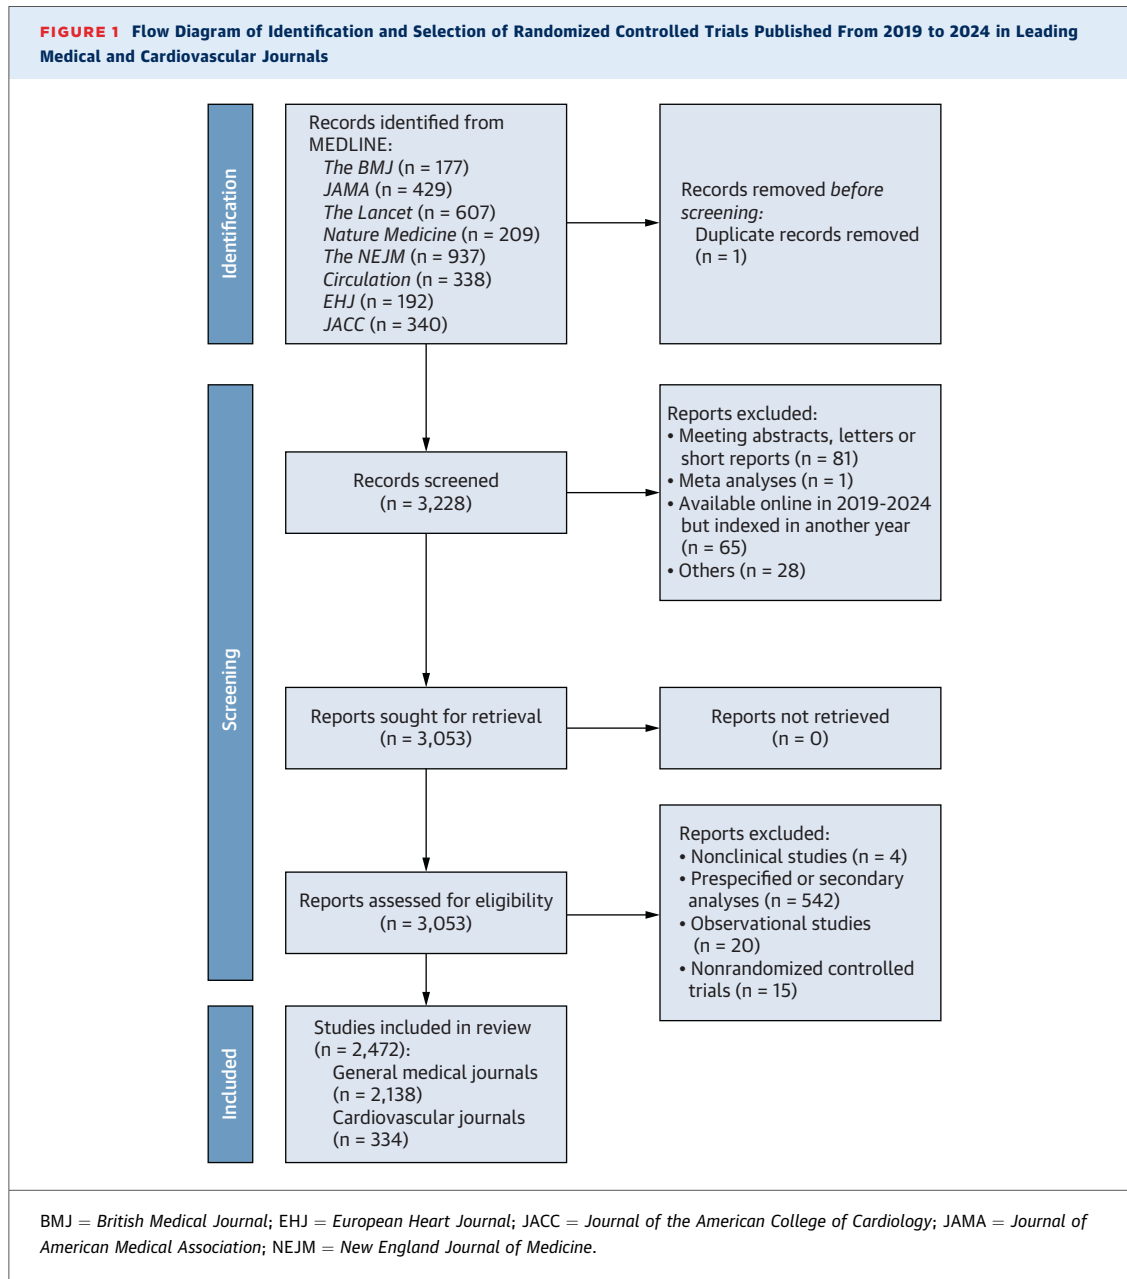 FIGURE 1 Flow Diagram of Identification and Selection of Randomized Controlled Trials Published From 2019 to 2024 in Leading
Medical and Cardiovascular Journals
Identification
Records identified from
MEDLINE:
The BMJ (n = 177)
JAMA (n = 429)
The Lancet (n = 607)
Nature Medicine (n = 209)
The NEJM (n = 937)
Circulation (n = 338)
EHJ (n = 192)
JACC (n = 340)
Records removed before
screening:
Duplicate records removed
(n = 1)
Screening
Records screened
(n = 3,228)
Reports excluded:
• Meeting abstracts, letters or
short reports (n = 81)
• Meta analyses (n = 1)
• Available online in 2019-2024
but indexed in another year
(n = 65)
• Others (n = 28)
Reports sought for retrieval
(n = 3,053)
Reports not retrieved
(n = 0)
Reports assessed for eligibility
(n = 3,053)
Reports excluded:
• Nonclinical studies (n = 4)
• Prespecified or secondary
analyses (n = 542)
• Observational studies
(n = 20)
• Nonrandomized controlled
trials (n = 15)
Included
Studies included in review
(n = 2,472):
General medical journals
(n = 2,138)
Cardiovascular journals
(n = 334)
BMJ = British Medical Journal; EHJ = European Heart Journal; JACC = Journal of the American College of Cardiology; JAMA = Journal of
American Medical Association; NEJM = New England Journal of Medicine.